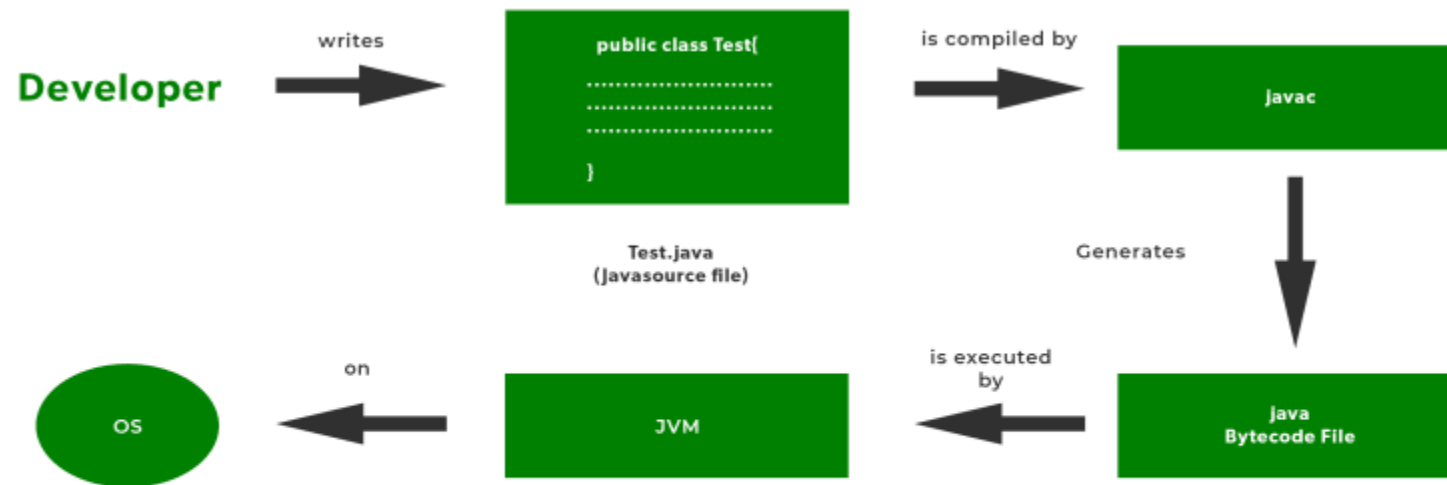 writes
Developer
public class Test{
..........................
..........................
..........................
}
Test.java
(Javasource file)
is compiled by
javac
Generates
java
Bytecode File
is executed
by
JVM
on
OS